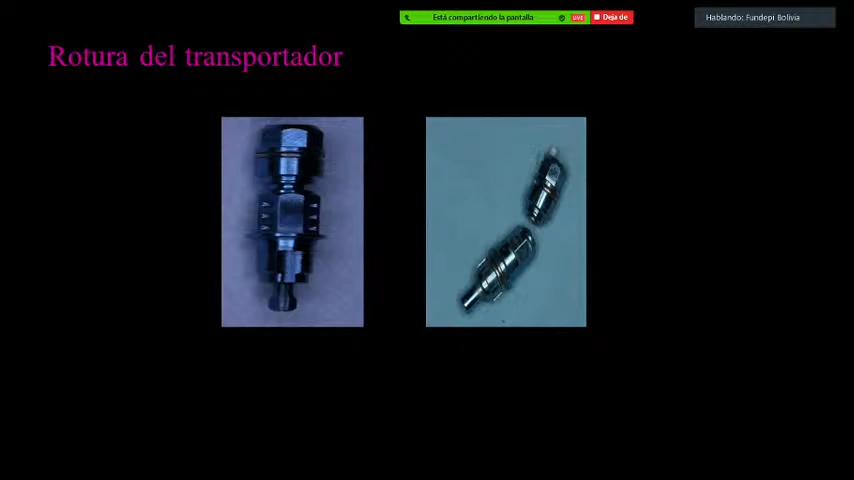 Está compartiendo la pantalla LIVE Deja de
Hablando: Fundepi Bolivia
Rotura del transportador